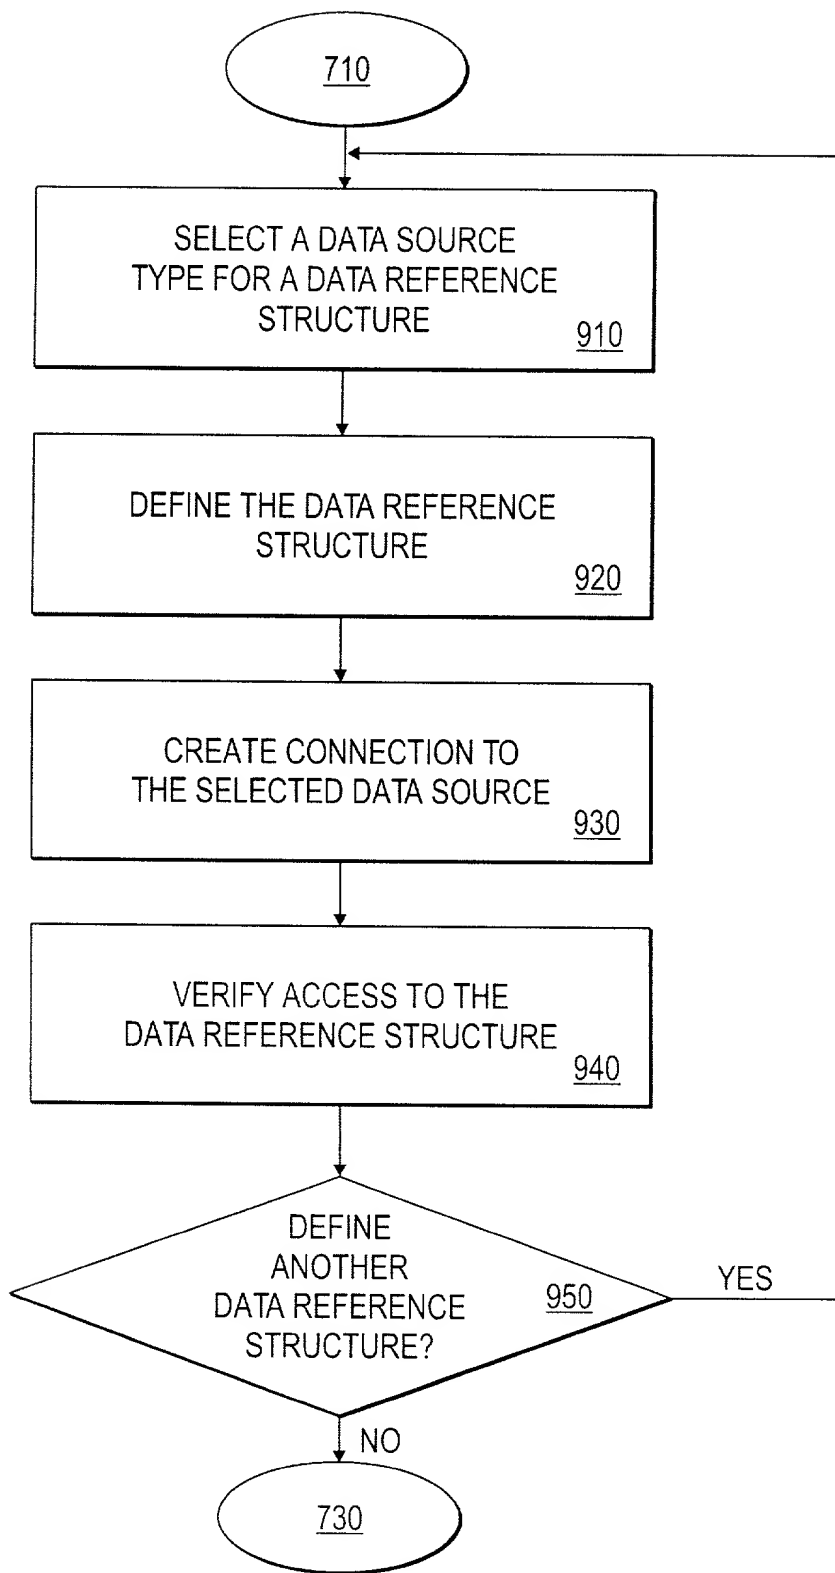 710
SELECT A DATA SOURCE
TYPE FOR A DATA REFERENCE
STRUCTURE
910
DEFINE THE DATA REFERENCE
STRUCTURE
920
CREATE CONNECTION TO
THE SELECTED DATA SOURCE
930
VERIFY ACCESS TO THE
DATA REFERENCE STRUCTURE
940
DEFINE
ANOTHER
DATA REFERENCE
STRUCTURE?
950
YES
NO
730